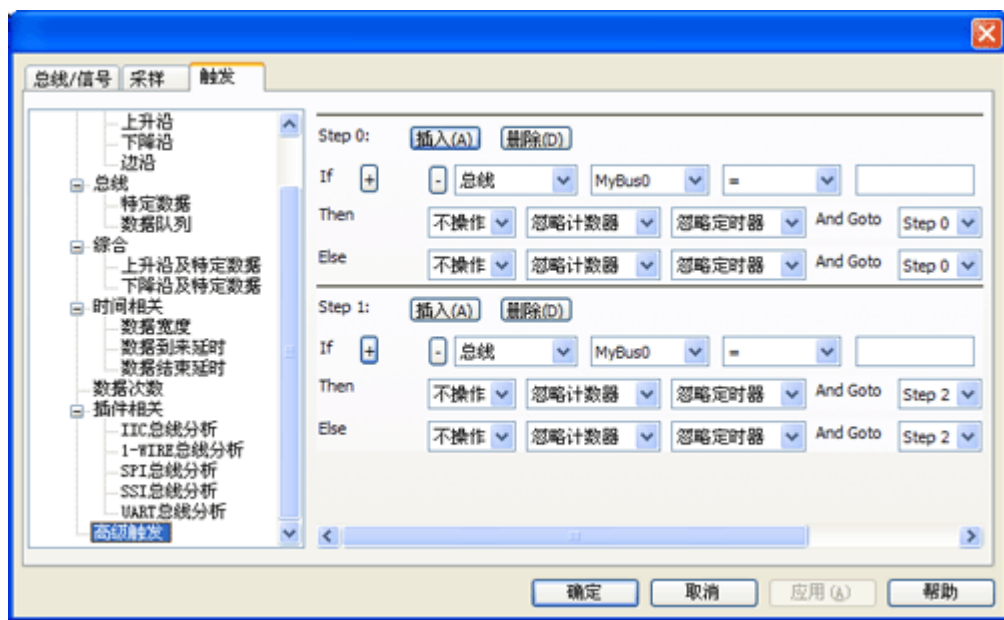 总线/信号 采样 触发
上升沿
下降沿
边沿
总线
特定数据
数据队列
综合
上升沿及特定数据
下降沿及特定数据
时间相关
数据宽度
数据到来延时
数据结束延时
数据次数
插件相关
IIC总线分析
1-WIRE总线分析
SPI总线分析
SSI总线分析
UART总线分析
高级触发
Step 0: 插入(A) 删除(D)
If + - 总线 MyBus0 =
Then 不操作 忽略计数器 忽略定时器 And Goto Step 0
Else 不操作 忽略计数器 忽略定时器 And Goto Step 0
Step 1: 插入(A) 删除(D)
If + - 总线 MyBus0 =
Then 不操作 忽略计数器 忽略定时器 And Goto Step 2
Else 不操作 忽略计数器 忽略定时器 And Goto Step 2
确定 取消 应用(A) 帮助